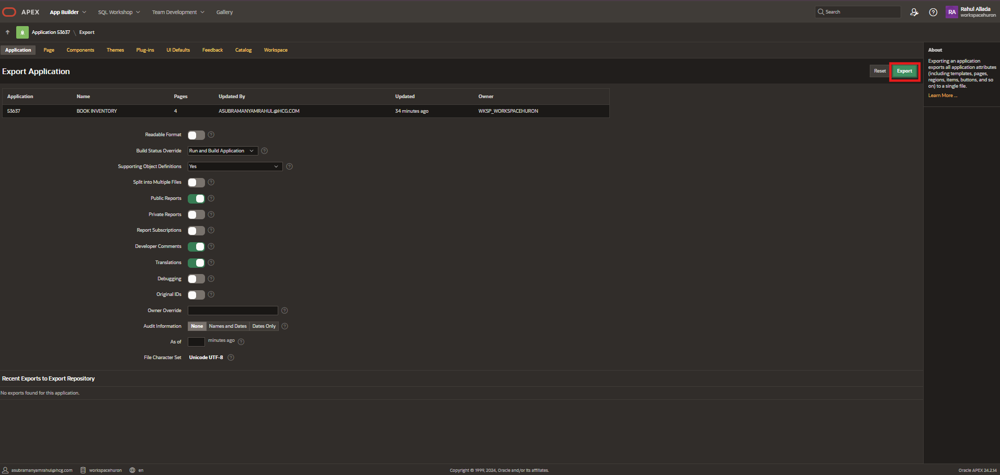 APEX App Builder SQL Workshop Team Development Gallery Search RA Rahul Allada
workspacehuron
Application 53637 \ Export
Application Page Components Themes Plug-ins UI Defaults Feedback Catalog Workspace
Export Application
Reset Export
Application Name Pages Updated By Updated Owner
53637 BOOK INVENTORY 4 ASUBRAMANYAMRAHUL@HCG.COM 34 minutes ago WKSP_WORKSPACEHURON
Readable Format
Build Status Override Run and Build Application
Supporting Object Definitions Yes
Split into Multiple Files
Public Reports
Private Reports
Report Subscriptions
Developer Comments
Translations
Debugging
Original IDs
Owner Override
Audit Information None Names and Dates Dates Only
As of minutes ago
File Character Set Unicode UTF-8
Recent Exports to Export Repository
No exports found for this application.
About
Exporting an application
exports all application attributes
(including templates, pages,
regions, items, buttons, and so
on) to a single file.
Learn More ...
asubramanyamrahul@hcg.com workspacehuron en Copyright © 1999, 2024, Oracle and/or its affiliates. Oracle APEX 24.2.14